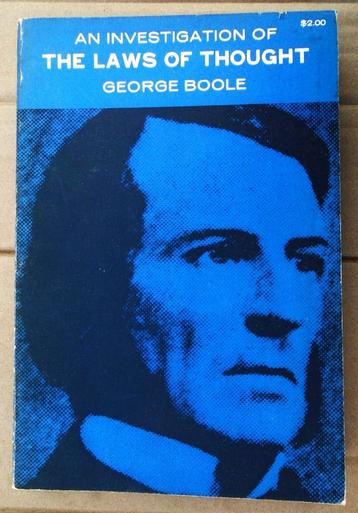 $2.00
AN INVESTIGATION OF
THE LAWS OF THOUGHT
GEORGE BOOLE